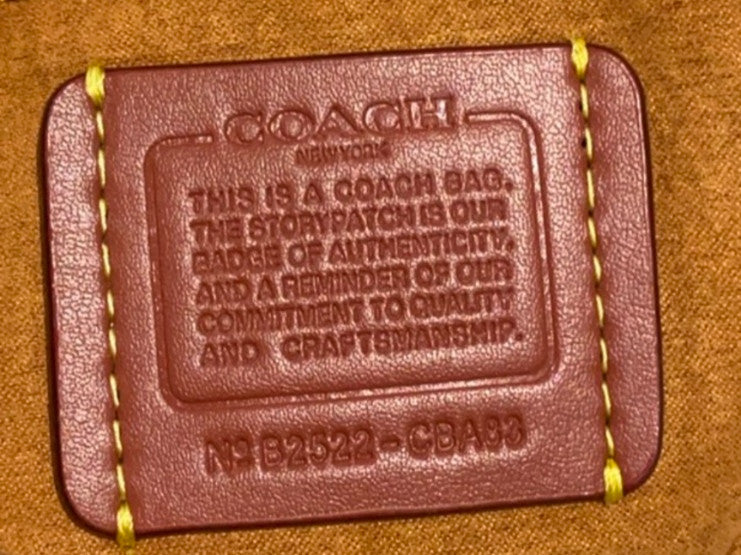 COACH
NEW YORK
THIS IS A COACH BAG.
THE STORYPATCH IS OUR
BADGE OF AUTHENTICITY,
AND A REMINDER OF OUR
COMMITMENT TO QUALITY
AND CRAFTSMANSHIP.
Nº B2522-CBA83